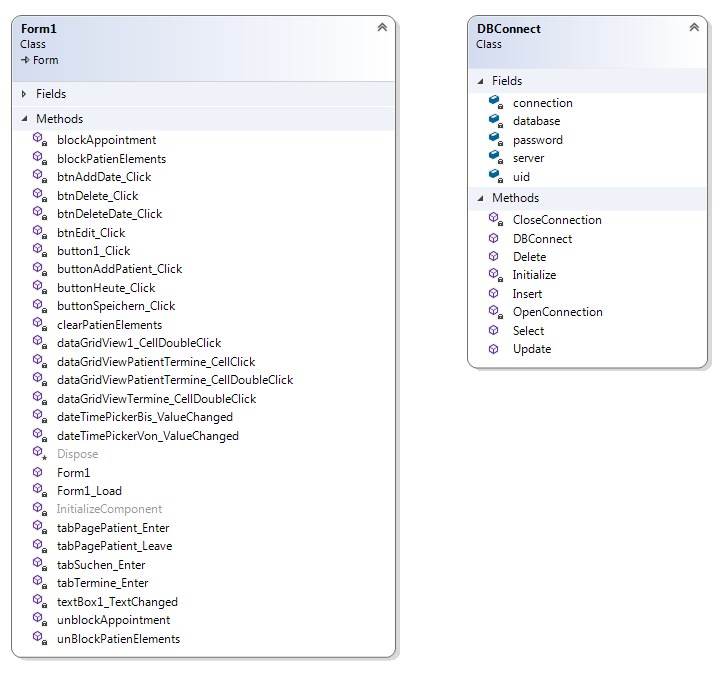 Form1
Class
Form
Fields
Methods
blockAppointment
blockPatienElements
btnAddDate_Click
btnDelete_Click
btnDeleteDate_Click
btnEdit_Click
button1_Click
buttonAddPatient_Click
buttonHeute_Click
buttonSpeichern_Click
clearPatienElements
dataGridView1_CellDoubleClick
dataGridViewPatientTermine_CellClick
dataGridViewPatientTermine_CellDoubleClick
dataGridViewTermine_CellDoubleClick
dateTimePickerBis_ValueChanged
dateTimePickerVon_ValueChanged
Dispose
Form1
Form1_Load
InitializeComponent
tabPagePatient_Enter
tabPagePatient_Leave
tabSuchen_Enter
tabTermine_Enter
textBox1_TextChanged
unblockAppointment
unBlockPatienElements
DBConnect
Class
Fields
connection
database
password
server
uid
Methods
CloseConnection
DBConnect
Delete
Initialize
Insert
OpenConnection
Select
Update